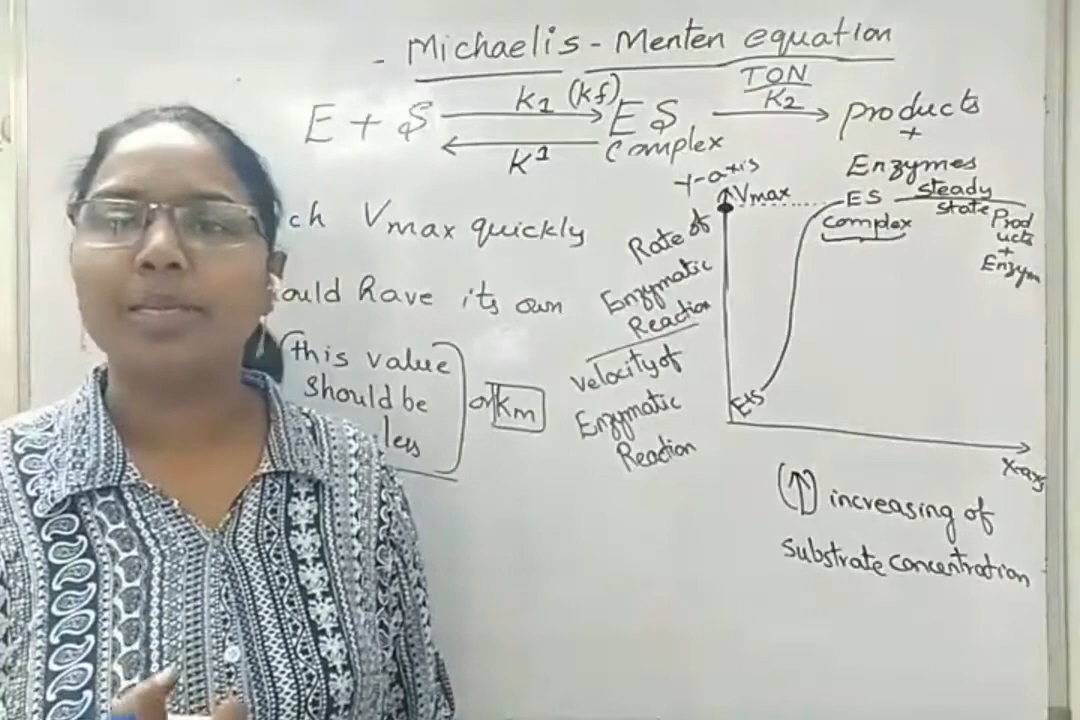 - Michaelis - Menten equation
E + S K1 (Kf) ES TON K2 products
K1 complex +
Enzymes
ch Vmax quickly
ould have its own
this value
should be
less
or Km
Y-axis
Vmax
ES
complex
steady
state
Prod
ucts
+
Enzym
Rate of
Enzymatic
Reaction
velocity of
Enzymatic
Reaction
E+S
X-axis
(↑) increasing of
substrate concentration